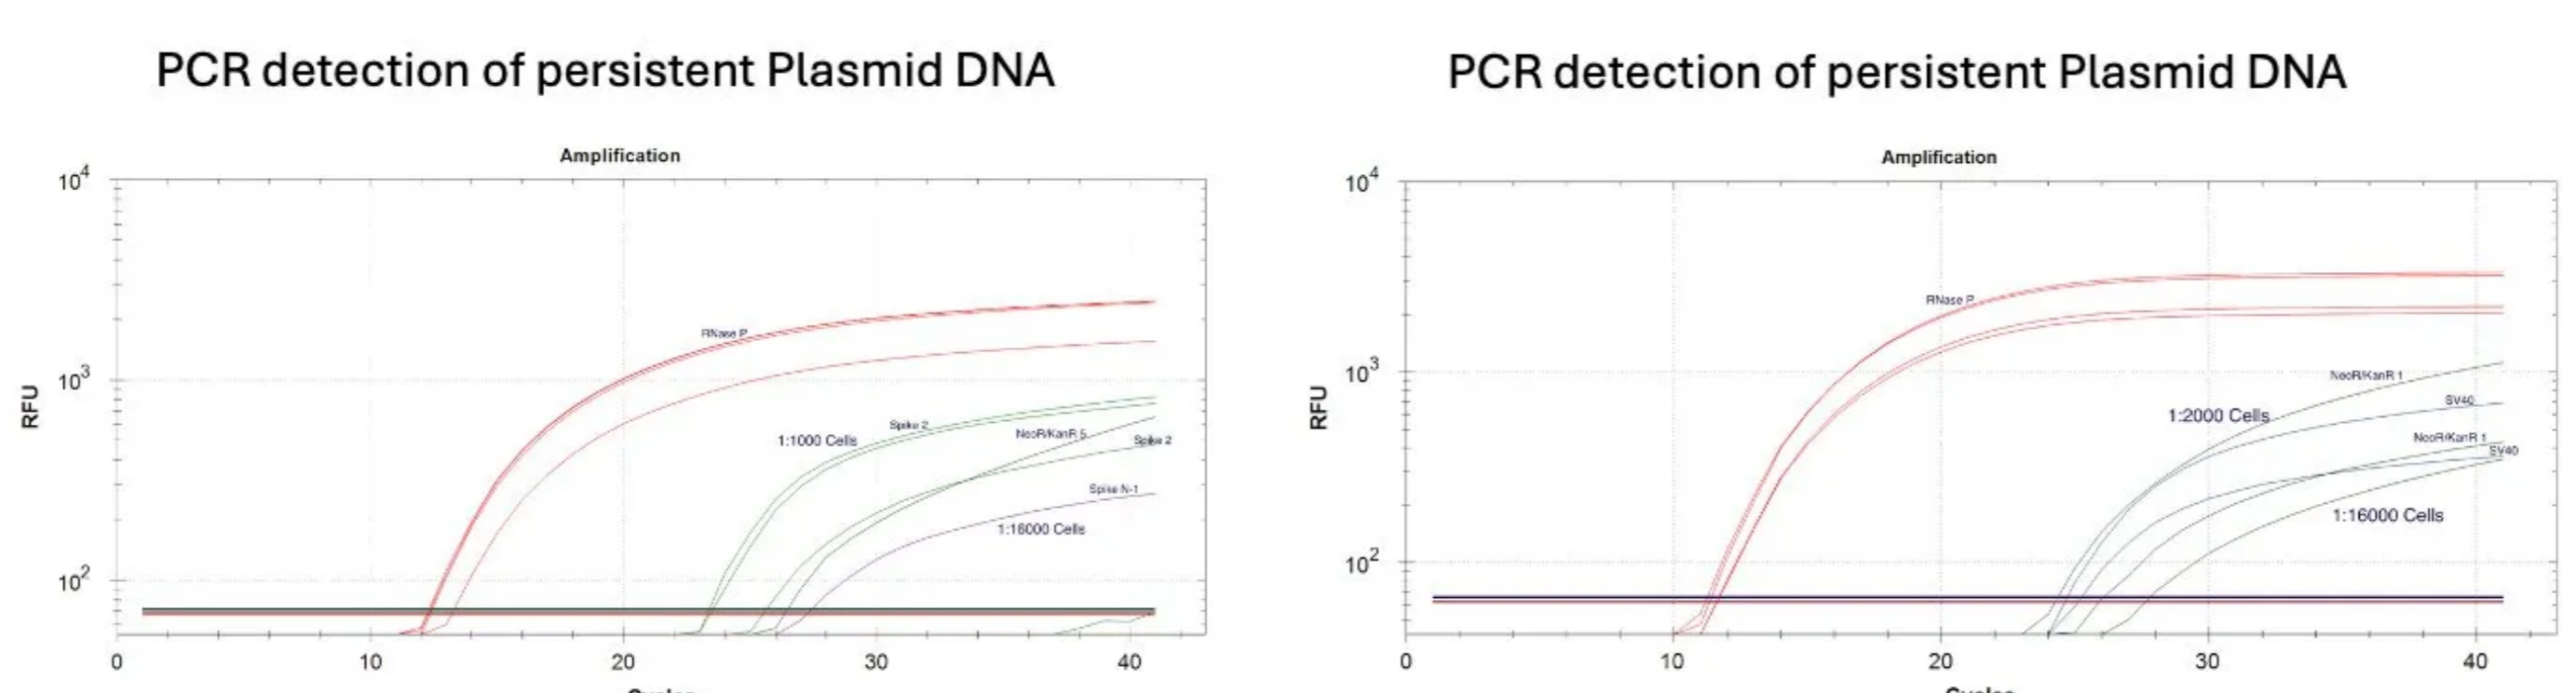 PCR detection of persistent Plasmid DNA
Amplification
10^4
10^3
10^2
RFU
RNase P
1:1000 Cells
Spike 2
NeoR/KanR 5
Spike 2
Spike N-1
1:16000 Cells
0 10 20 30 40
Cycles
PCR detection of persistent Plasmid DNA
Amplification
10^4
10^3
10^2
RFU
RNase P
NeoR/KanR 1
SV40
1:2000 Cells
NeoR/KanR 1
SV40
1:16000 Cells
0 10 20 30 40
Cycles